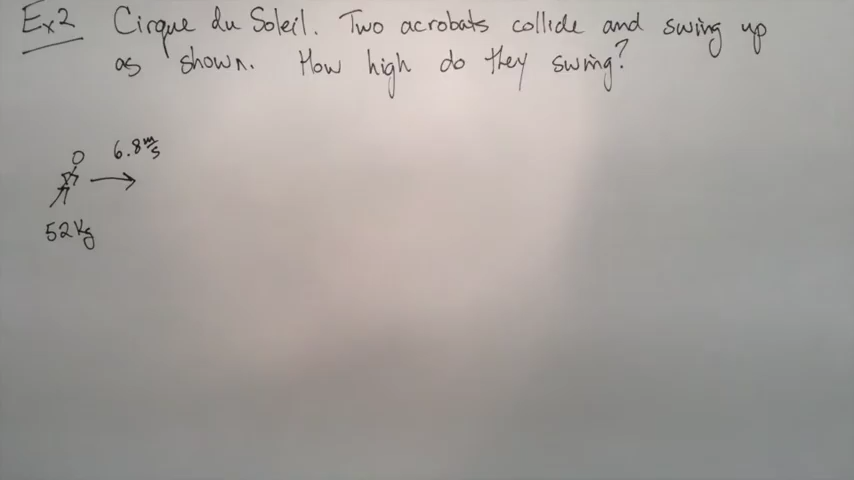 Ex2 Cirque du Soleil. Two acrobats collide and swing up
as shown. How high do they swing?
6.8 m/s
52 kg